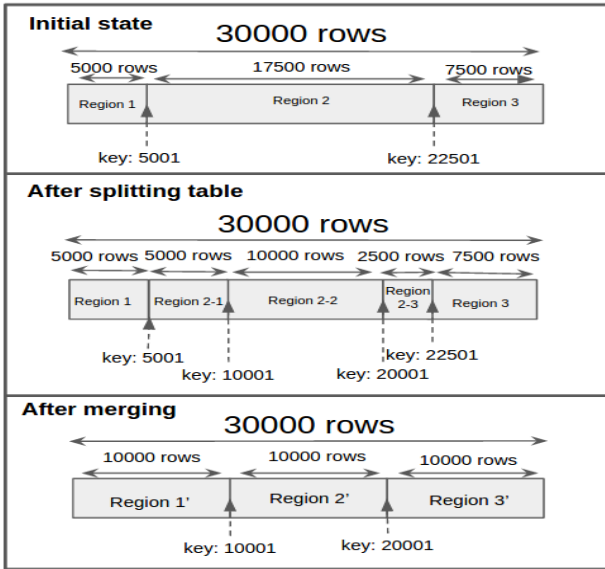 Initial state
30000 rows
5000 rows 17500 rows 7500 rows
Region 1 Region 2 Region 3
key: 5001 key: 22501
After splitting table
30000 rows
5000 rows 5000 rows 10000 rows 2500 rows 7500 rows
Region 1 Region 2-1 Region 2-2 Region 2-3 Region 3
key: 5001 key: 22501
key: 10001 key: 20001
After merging
30000 rows
10000 rows 10000 rows 10000 rows
Region 1’ Region 2’ Region 3’
key: 10001 key: 20001